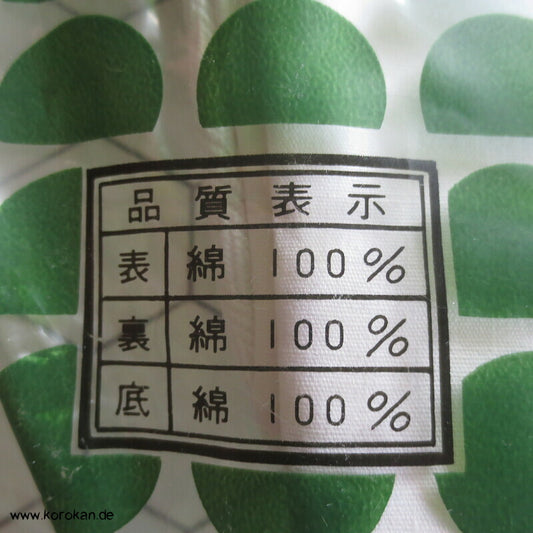 品質表示
表 綿 100%
裏 綿 100%
底 綿 100%
www.korokan.de